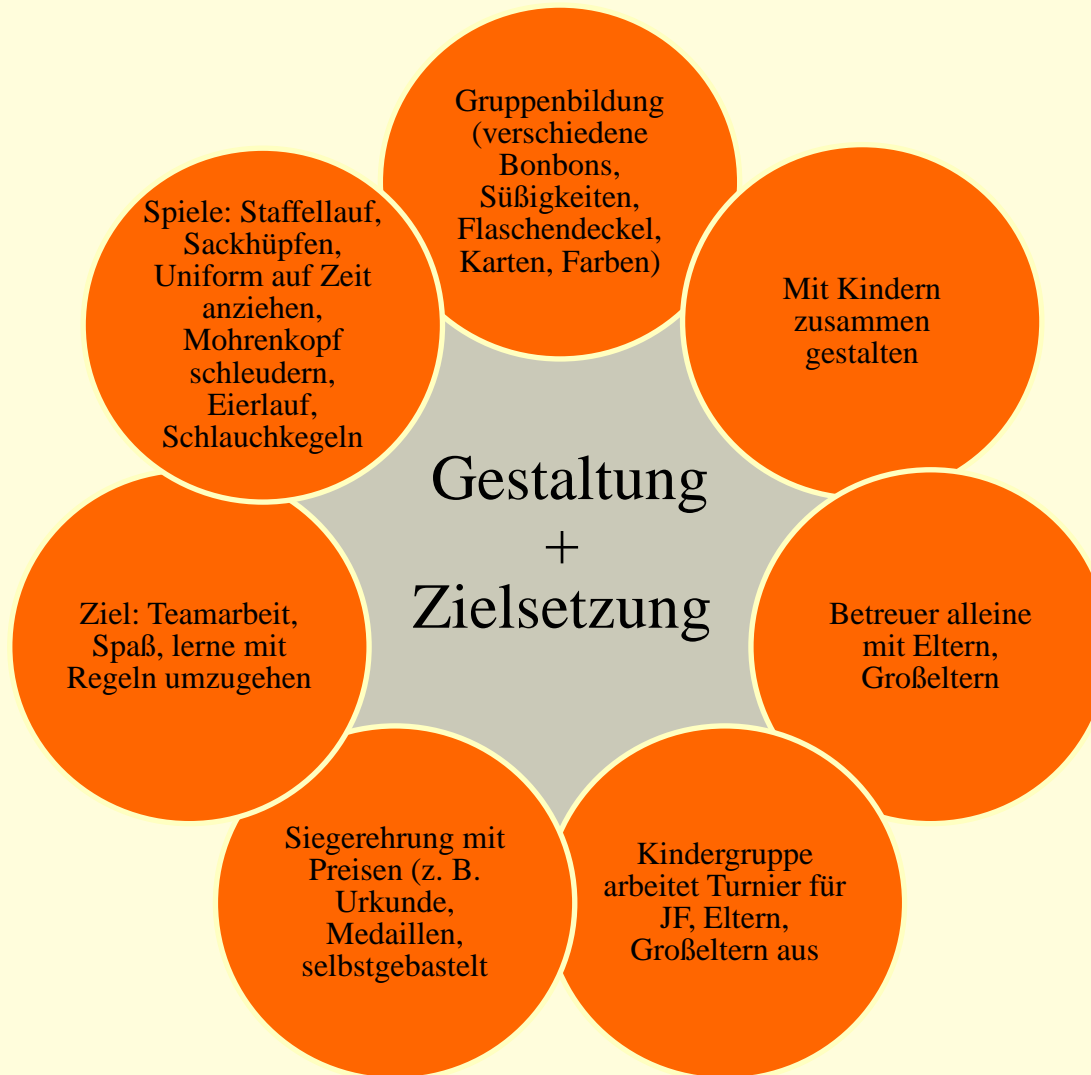 Gruppenbildung
(verschiedene
Bonbons,
Süßigkeiten,
Flaschendeckel,
Karten, Farben)
Mit Kindern
zusammen
gestalten
Betreuer alleine
mit Eltern,
Großeltern
Kindergruppe
arbeitet Turnier für
JF, Eltern,
Großeltern aus
Siegerehrung mit
Preisen (z. B.
Urkunde,
Medaillen,
selbstgebastelt
Ziel: Teamarbeit,
Spaß, lerne mit
Regeln umzugehen
Spiele: Staffellauf,
Sackhüpfen,
Uniform auf Zeit
anziehen,
Mohrenkopf
schleudern,
Eierlauf,
Schlauchkegeln
Gestaltung
+
Zielsetzung